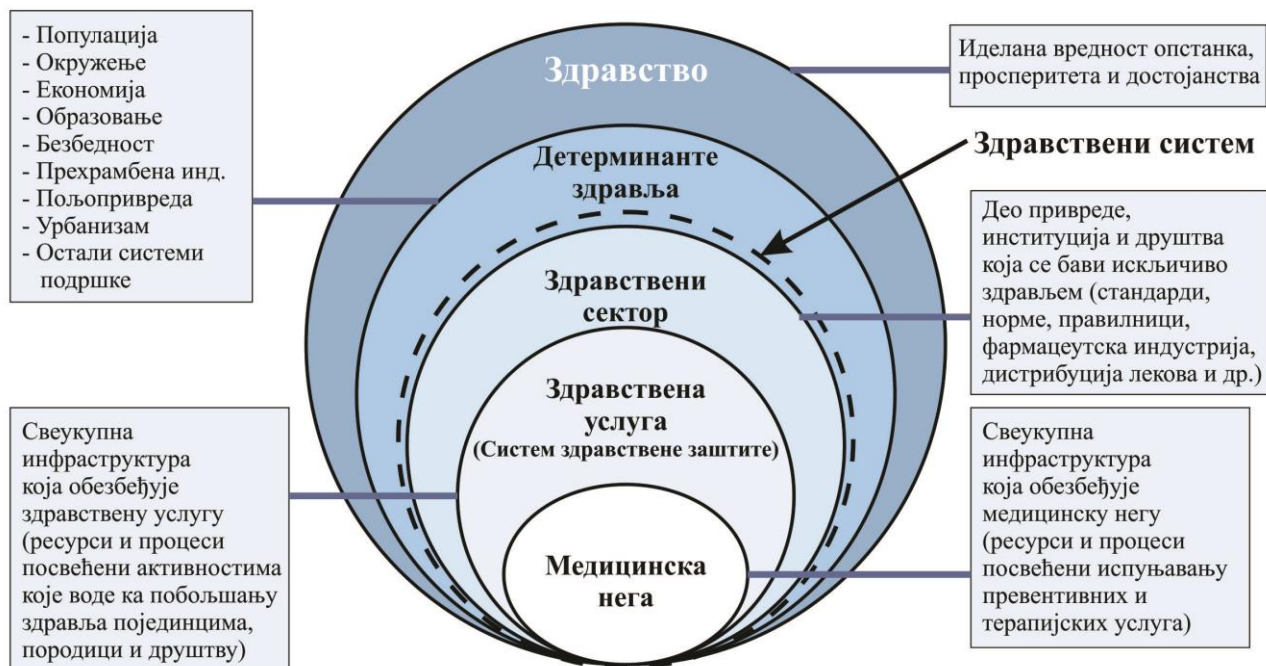 - Популација
- Окружење
- Економија
- Образовање
- Безбедност
- Прехрамбена инд.
- Пољопривреда
- Урбанизам
- Остали системи
подршке
Здравство
Иделана вредност опстанка,
просперитета и достојанства
Здравствени систем
Детерминанте
здравља
Део привреде,
институција и друштва
која се бави искључиво
здрављем (стандарди,
норме, правилници,
фармацеутска индустрија,
дистрибуција лекова и др.)
Здравствени
сектор
Здравствена
услуга
(Систем здравствене заштите)
Свеукупна
инфраструктура
која обезбеђује
здравствену услугу
(ресурси и процеси
посвећени активностима
које воде ка побољшању
здравља појединцима,
породици и друштву)
Медицинска
нега
Свеукупна
инфраструктура
која обезбеђује
медицинску негу
(ресурси и процеси
посвећени испуњавању
превентивних и
терапијских услуга)